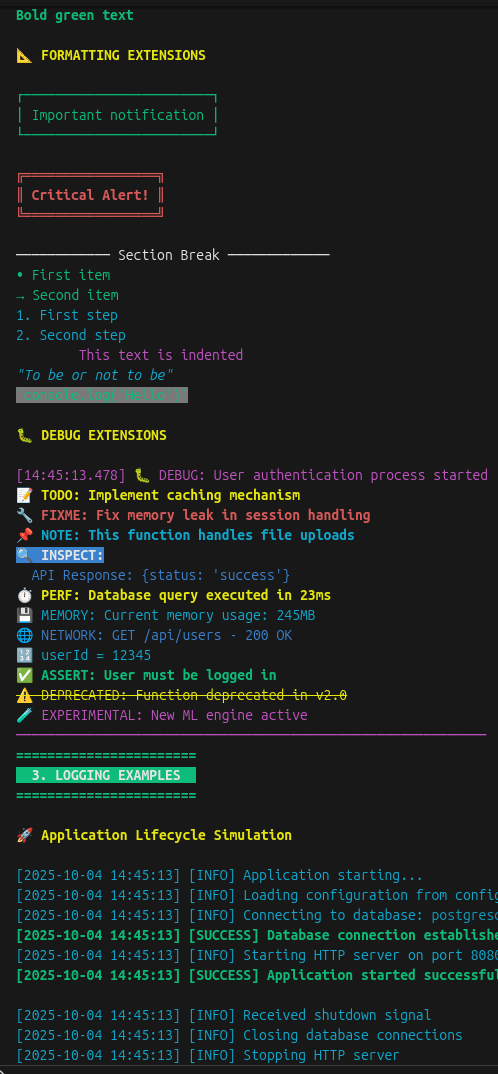 Bold green text
📐 FORMATTING EXTENSIONS
Important notification
Critical Alert!
──────────── Section Break ─────────────
• First item
→ Second item
1. First step
2. Second step
This text is indented
"To be or not to be"
🐛 DEBUG EXTENSIONS
[14:45:13.478] 🐛 DEBUG: User authentication process started
📝 TODO: Implement caching mechanism
🔧 FIXME: Fix memory leak in session handling
📌 NOTE: This function handles file uploads
🔍 INSPECT:
API Response: {status: 'success'}
⏱️ PERF: Database query executed in 23ms
💾 MEMORY: Current memory usage: 245MB
🌐 NETWORK: GET /api/users - 200 OK
🔢 userId = 12345
✅ ASSERT: User must be logged in
⚠️ DEPRECATED: Function deprecated in v2.0
🧪 EXPERIMENTAL: New ML engine active
=======================
3. LOGGING EXAMPLES
=======================
🚀 Application Lifecycle Simulation
[2025-10-04 14:45:13] [INFO] Application starting...
[2025-10-04 14:45:13] [INFO] Loading configuration from config
[2025-10-04 14:45:13] [INFO] Connecting to database: postgresq
[2025-10-04 14:45:13] [SUCCESS] Database connection establishe
[2025-10-04 14:45:13] [INFO] Starting HTTP server on port 8080
[2025-10-04 14:45:13] [SUCCESS] Application started successful
[2025-10-04 14:45:13] [INFO] Received shutdown signal
[2025-10-04 14:45:13] [INFO] Closing database connections
[2025-10-04 14:45:13] [INFO] Stopping HTTP server